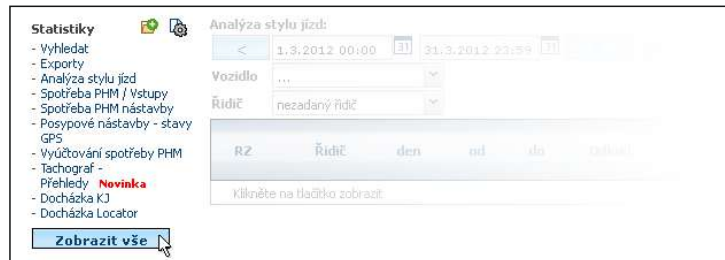 Statistiky
- Vyhledat
- Exporty
- Analýza stylu jízd
- Spotřeba PHM / Vstupy
- Spotřeba PHM nástavby
- Posypové nástavby - stavy
GPS
- Vyúčtování spotřeby PHM
- Tachograf -
Přehledy Novinka
- Docházka KJ
- Docházka Locator
Zobrazit vše
Analýza stylu jízd:
< 1.3.2012 00:00 31 31.3.2012 23:59 31
Vozidlo ...
Řidič nezadaný řidič
RZ Řidič den od do
Klikněte na tlačítko zobrazit